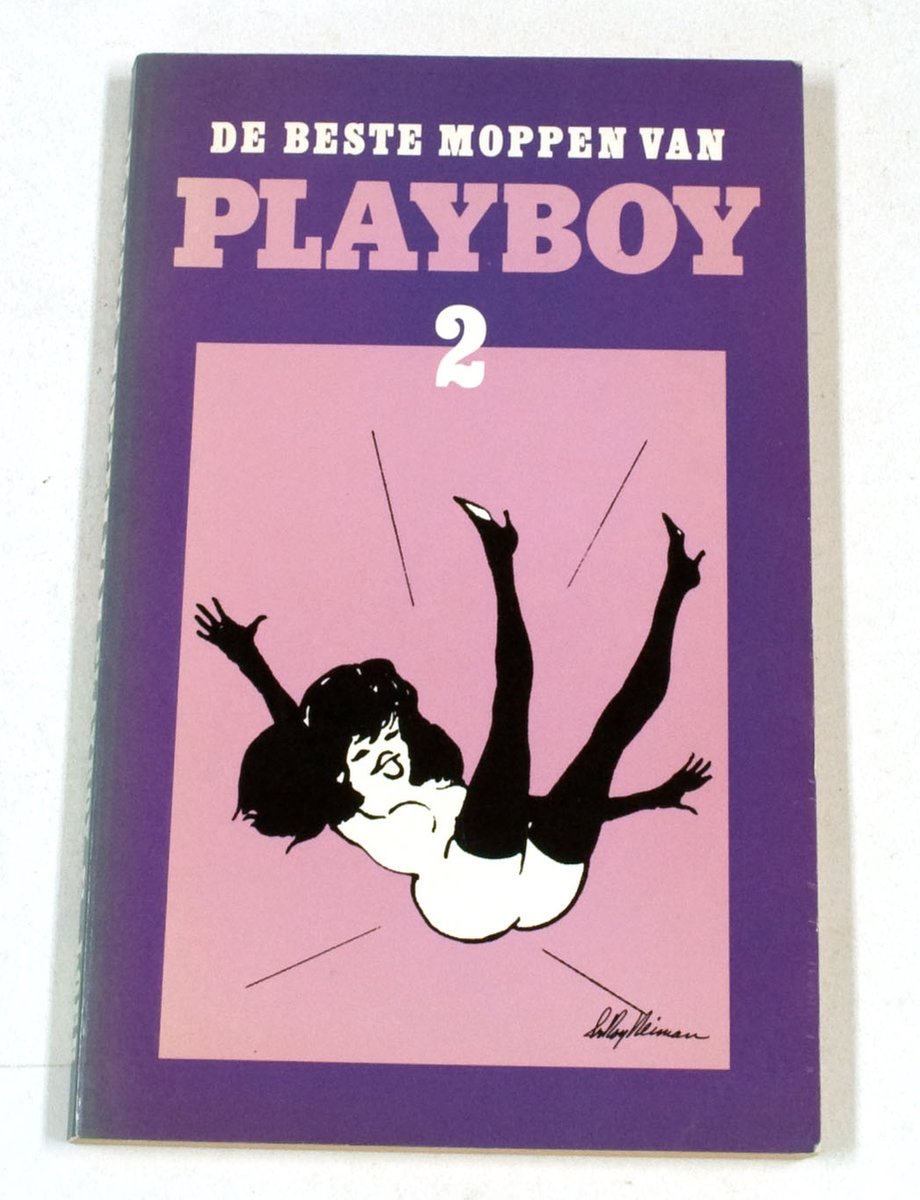 DE BESTE MOPPEN VAN
PLAYBOY
2
LeRoy Neiman